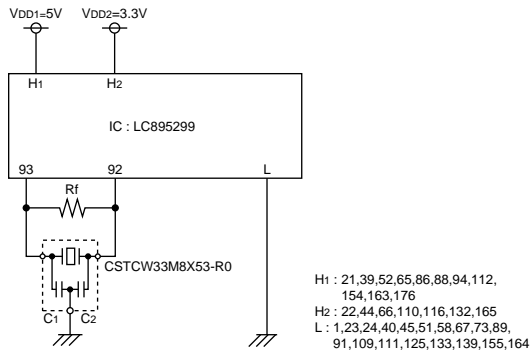 VDD1=5V VDD2=3.3V
H1 H2
IC : LC895299
93 92 L
Rf
CSTCW33M8X53-R0
C1 C2
H1 : 21,39,52,65,86,88,94,112,
154,163,176
H2 : 22,44,66,110,116,132,165
L : 1,23,24,40,45,51,58,67,73,89,
91,109,111,125,133,139,155,164